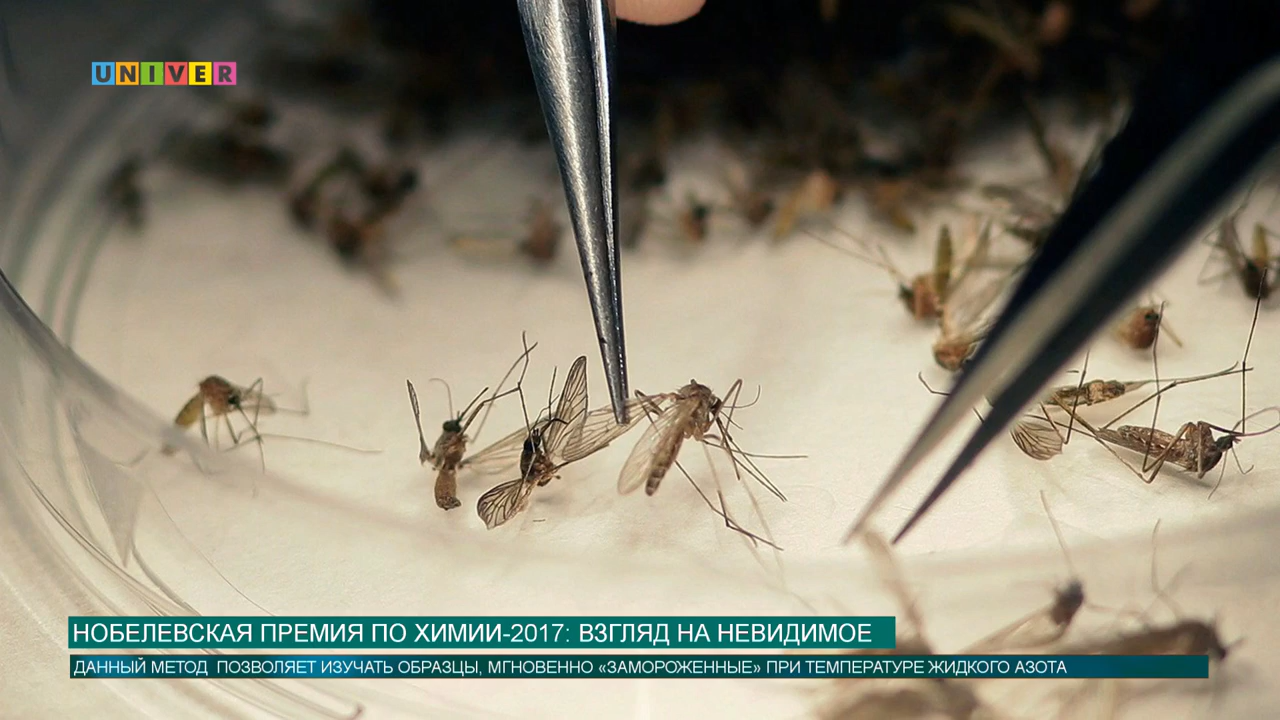 UNIVER
НОБЕЛЕВСКАЯ ПРЕМИЯ ПО ХИМИИ-2017: ВЗГЛЯД НА НЕВИДИМОЕ
ДАННЫЙ МЕТОД ПОЗВОЛЯЕТ ИЗУЧАТЬ ОБРАЗЦЫ, МГНОВЕННО «ЗАМОРОЖЕННЫЕ» ПРИ ТЕМПЕРАТУРЕ ЖИДКОГО АЗОТА